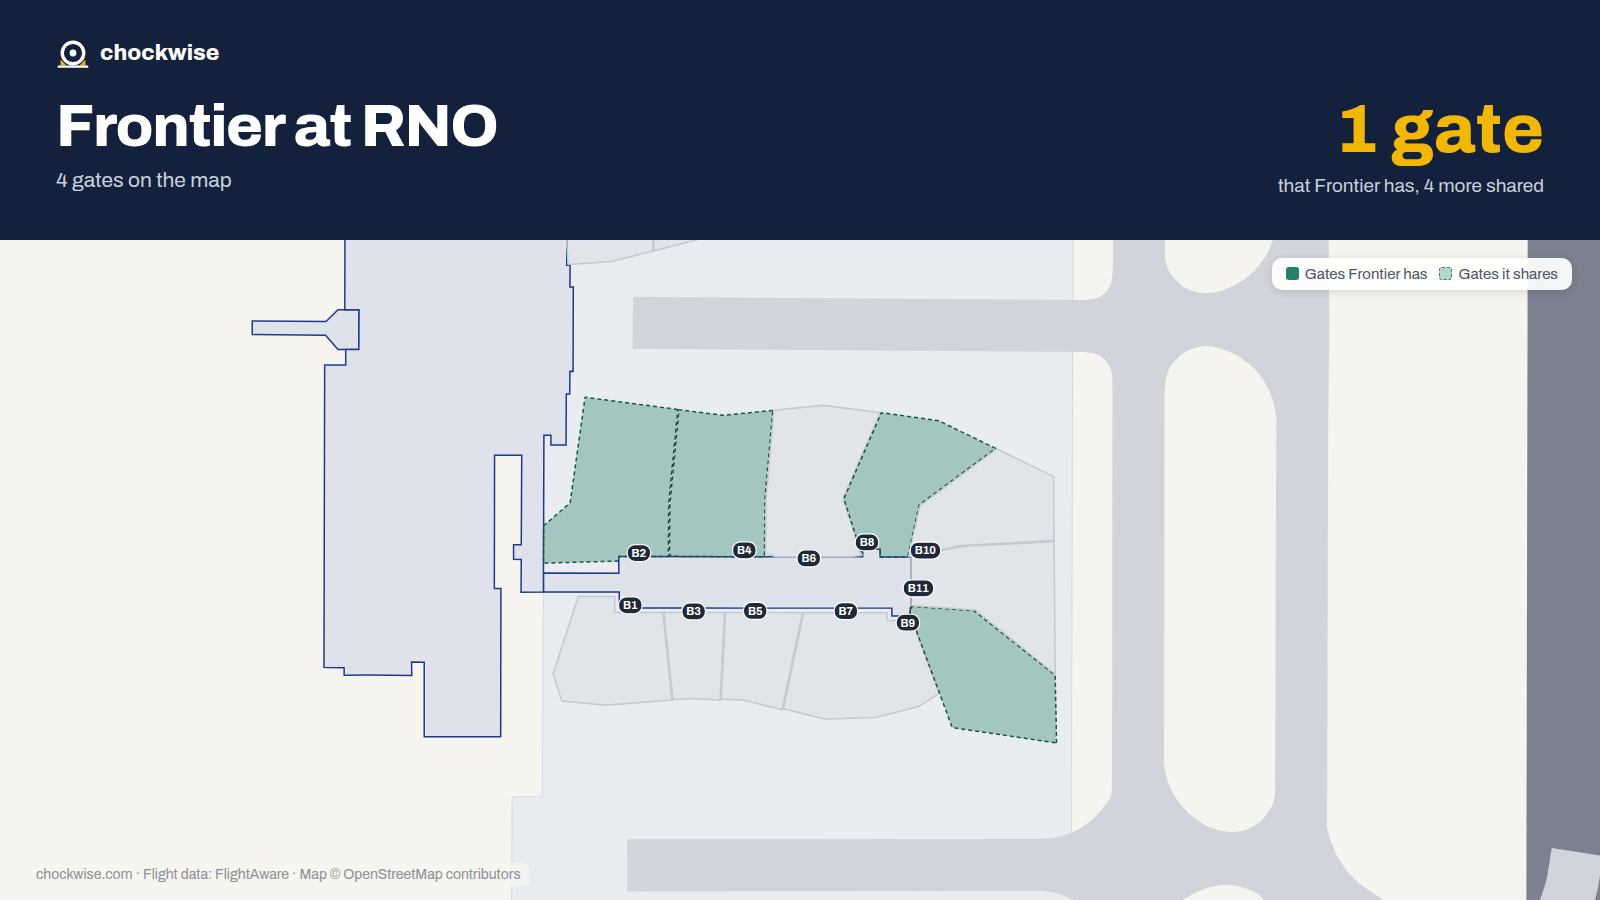 chockwise
Frontier at RNO
4 gates on the map
1 gate
that Frontier has, 4 more shared
Gates Frontier has
Gates it shares
B2
B4
B6
B8
B10
B11
B1
B3
B5
B7
B9
chockwise.com · Flight data: FlightAware · Map © OpenStreetMap contributors